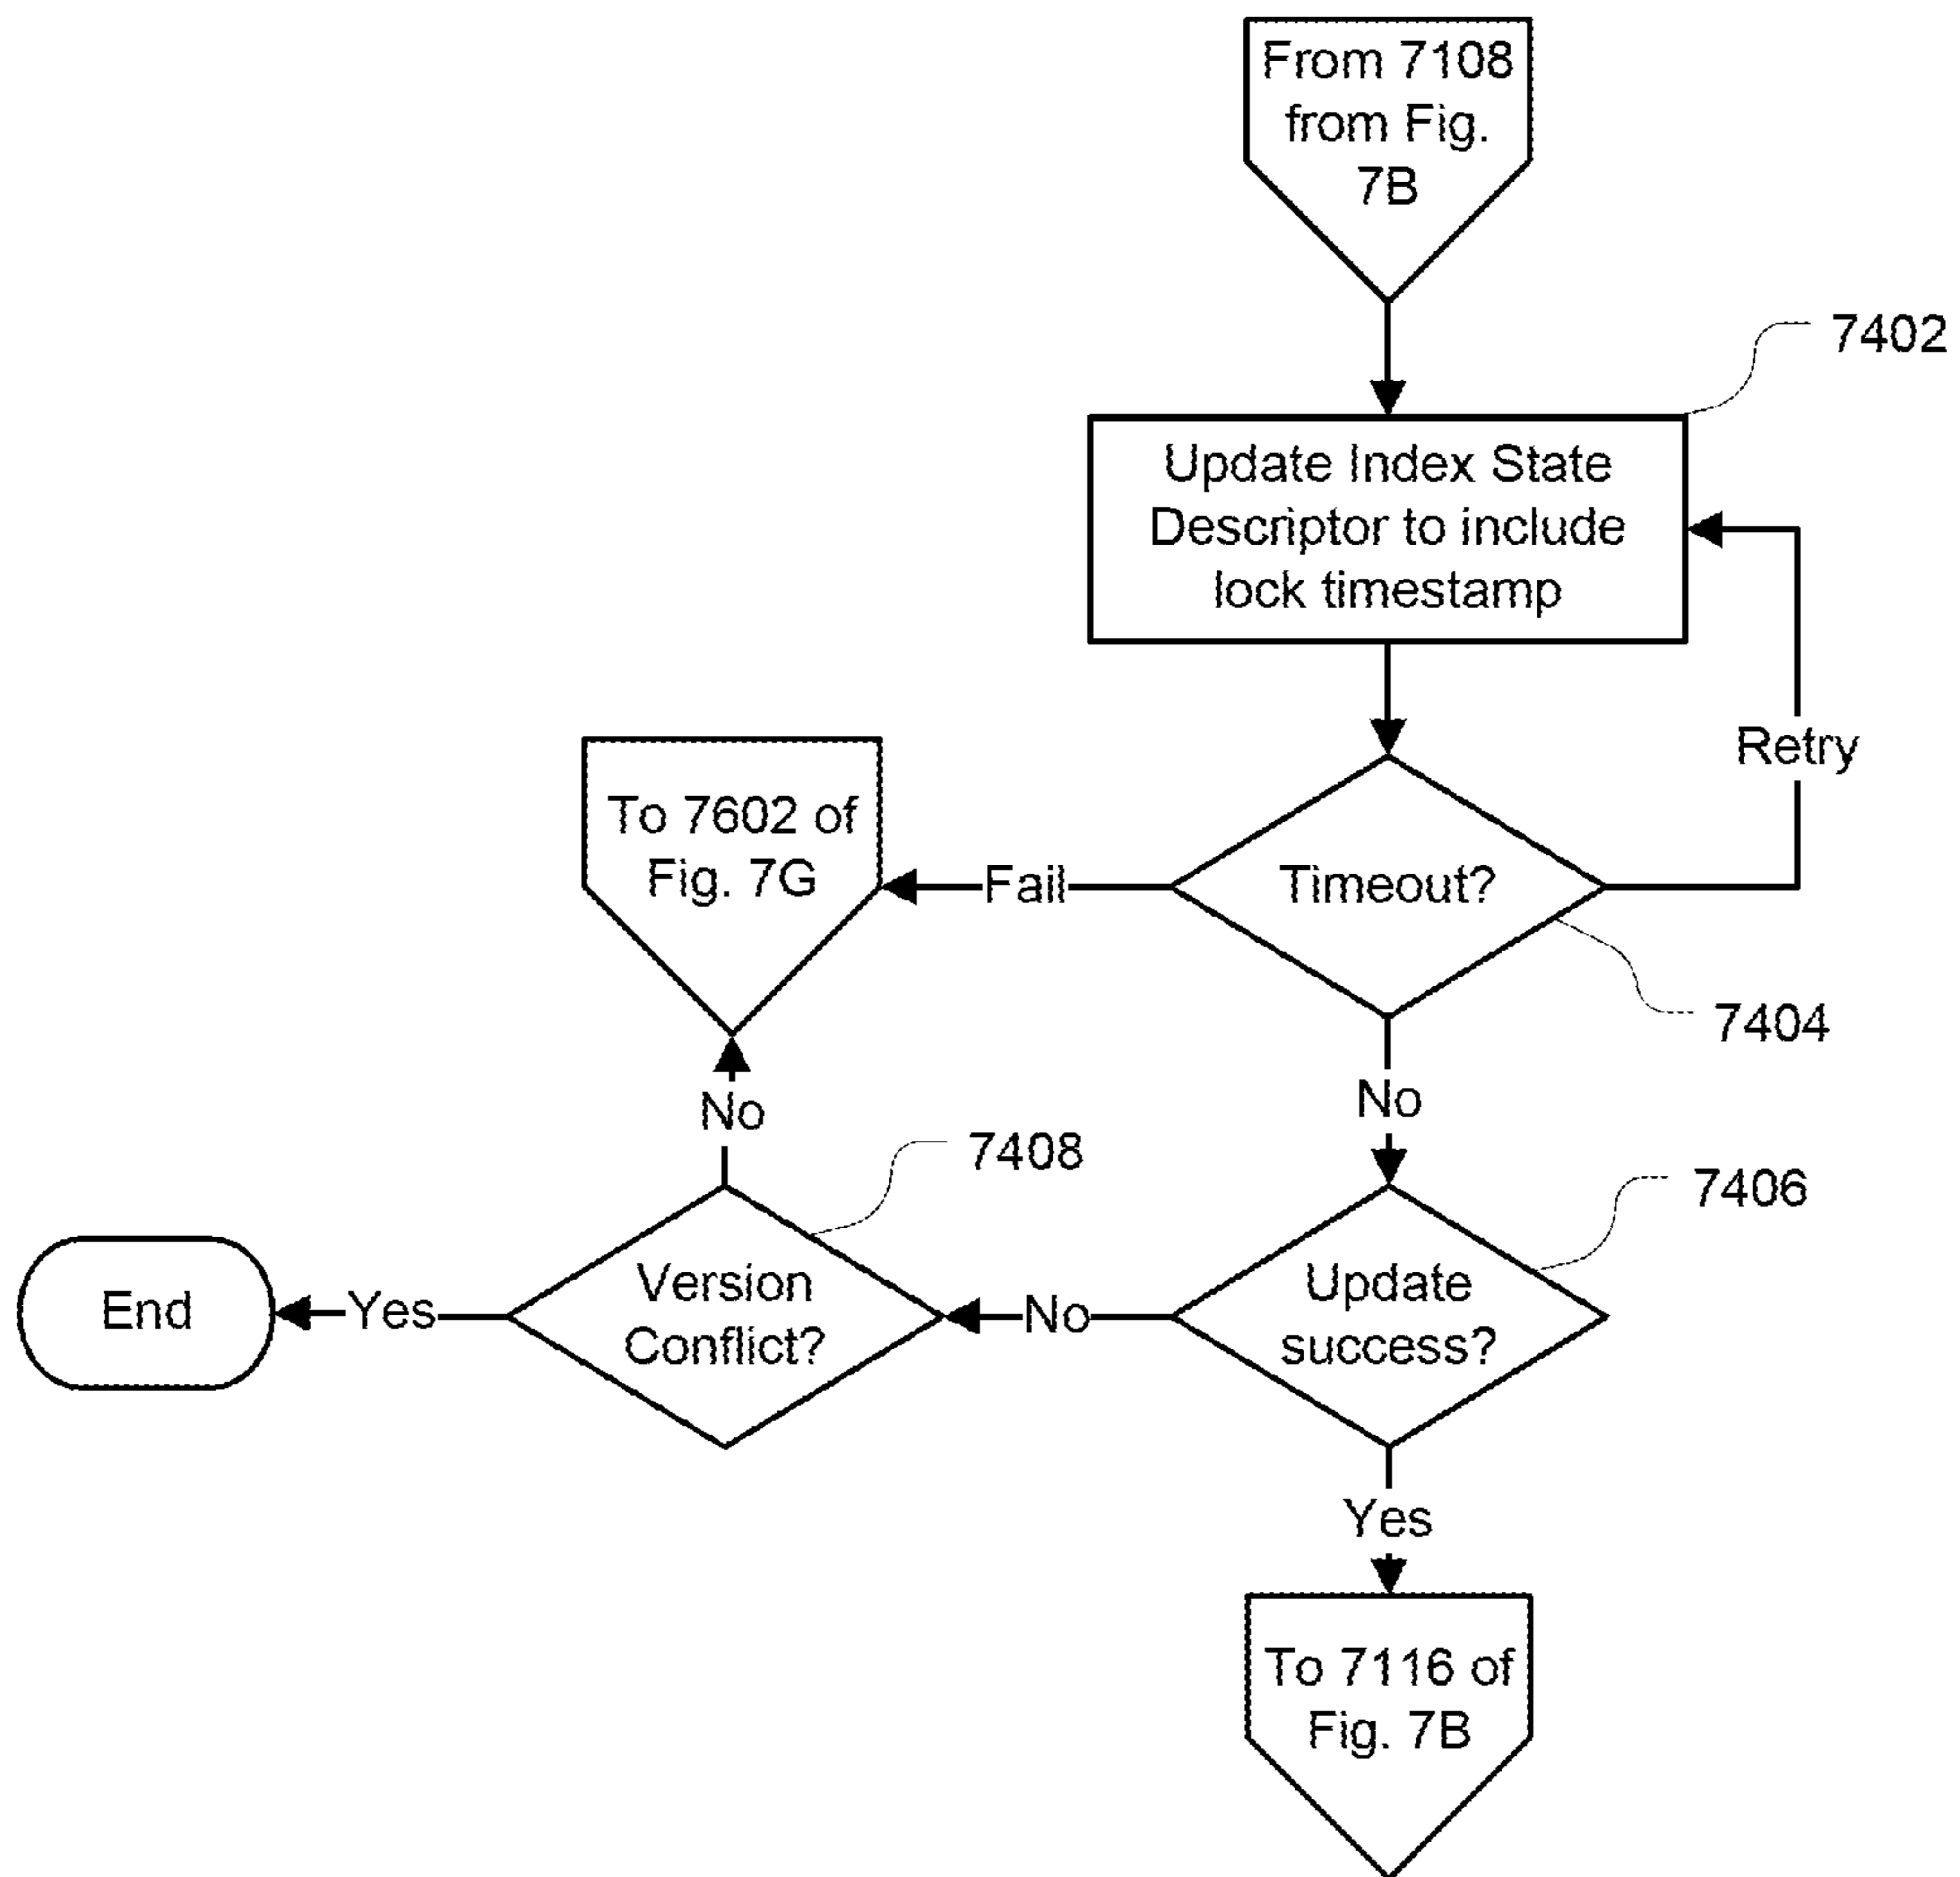 From 7108
from Fig.
7B
7402
Update Index State
Descriptor to include
lock timestamp
Retry
To 7602 of
Fig. 7G
Fail
Timeout?
7404
No
No
7408
7406
End
Yes
Version
Conflict?
No
Update
success?
Yes
To 7116 of
Fig. 7B